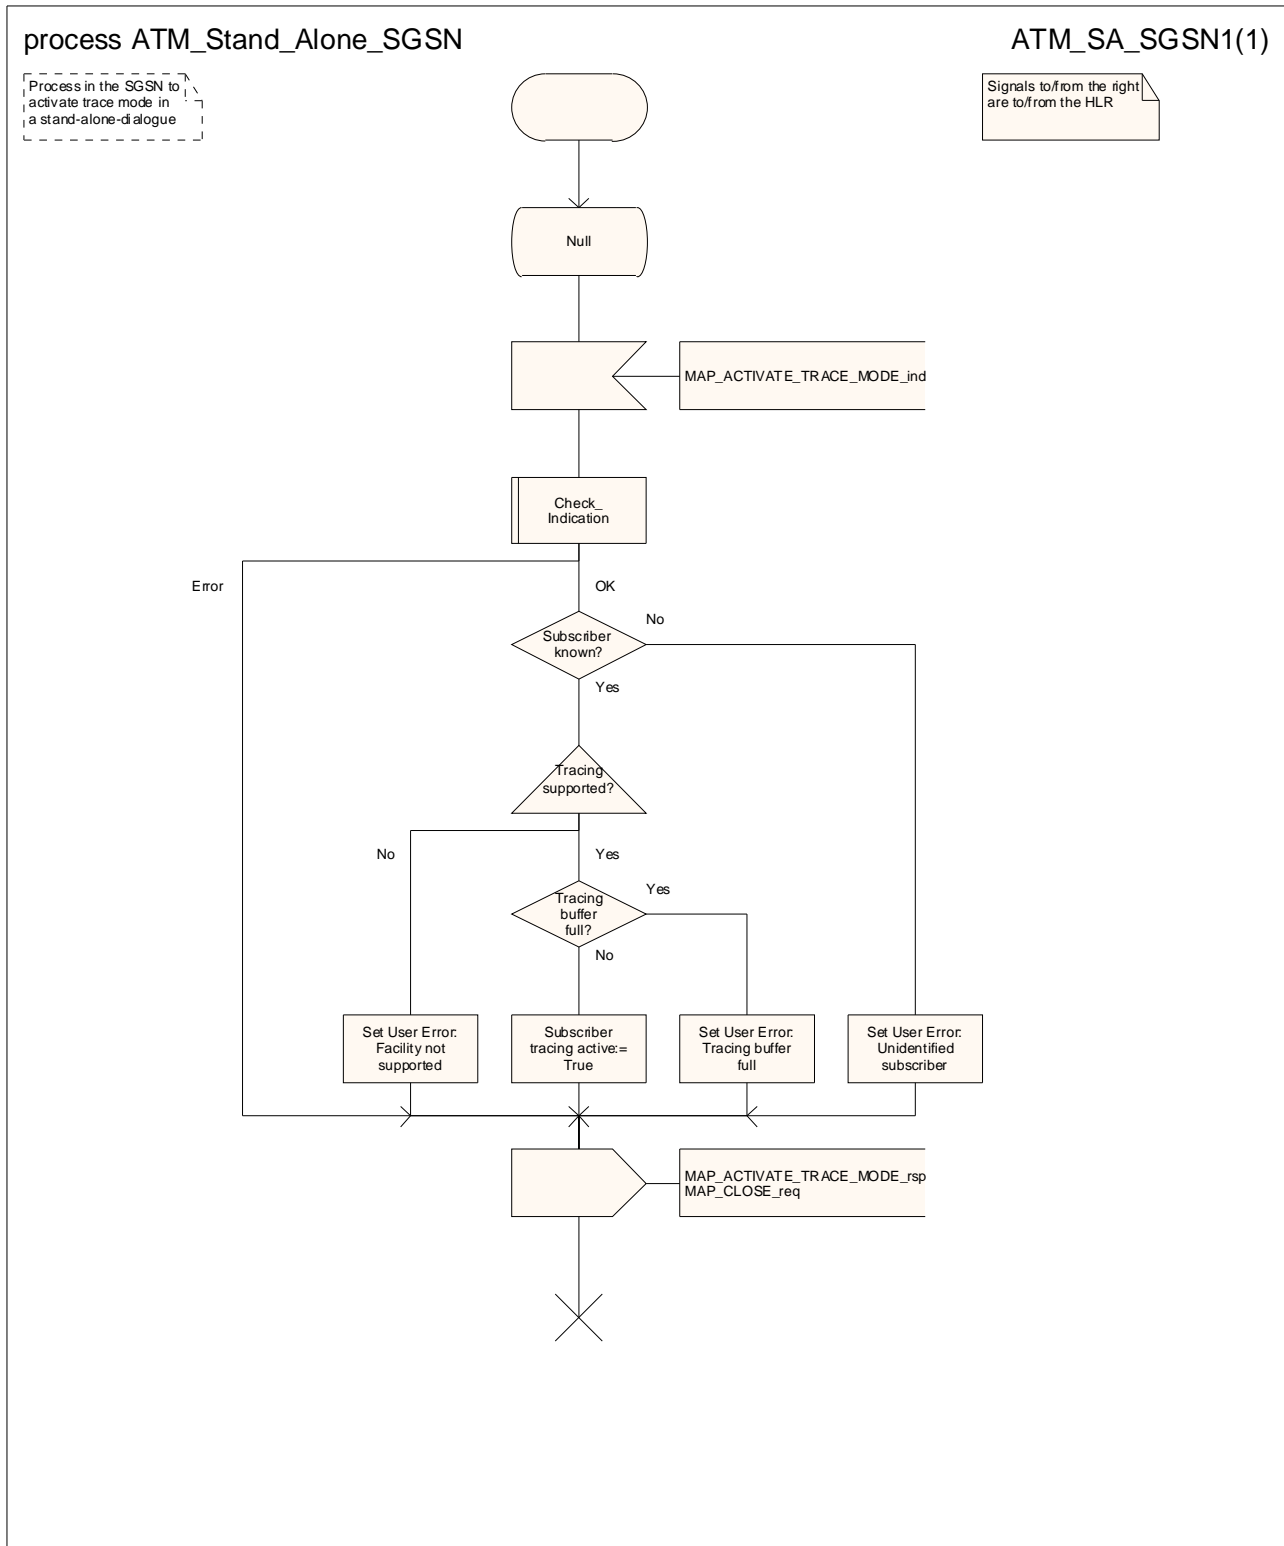 process ATM_Stand_Alone_SGSN
ATM_SA_SGSN1(1)
Process in the SGSN to
activate trace mode in
a stand-alone-dialogue
Signals to/from the right
are to/from the HLR
Null
MAP_ACTIVATE_TRACE_MODE_ind
Check_
Indication
Error
OK
No
Subscriber
known?
Yes
Tracing
supported?
No
Yes
Yes
Tracing
buffer
full?
No
Set User Error:
Facility not
supported
Subscriber
tracing active:=
True
Set User Error:
Tracing buffer
full
Set User Error:
Unidentified
subscriber
MAP_ACTIVATE_TRACE_MODE_rsp
MAP_CLOSE_req